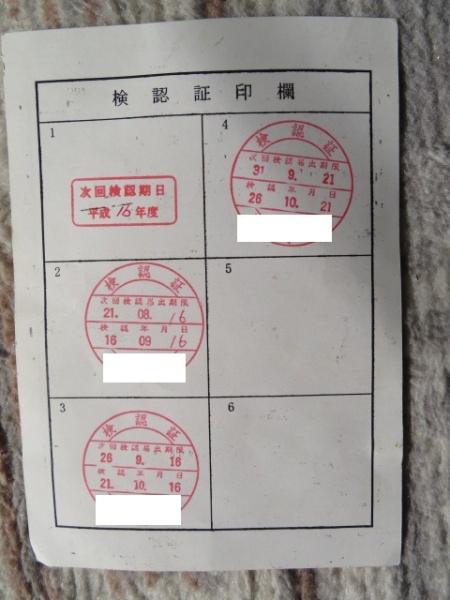 検認証印欄
1
次回検認期日
平成16年度
2
検認証
次回検認届出期限
21. 08. 16
検認年月日
16 09 16
3
検認証
次回検認届出期限
26 9. 16
検認年月日
21. 10. 16
4
検認証
次回検認届出期限
31 9. 21
検認年月日
26 10. 21
5
6